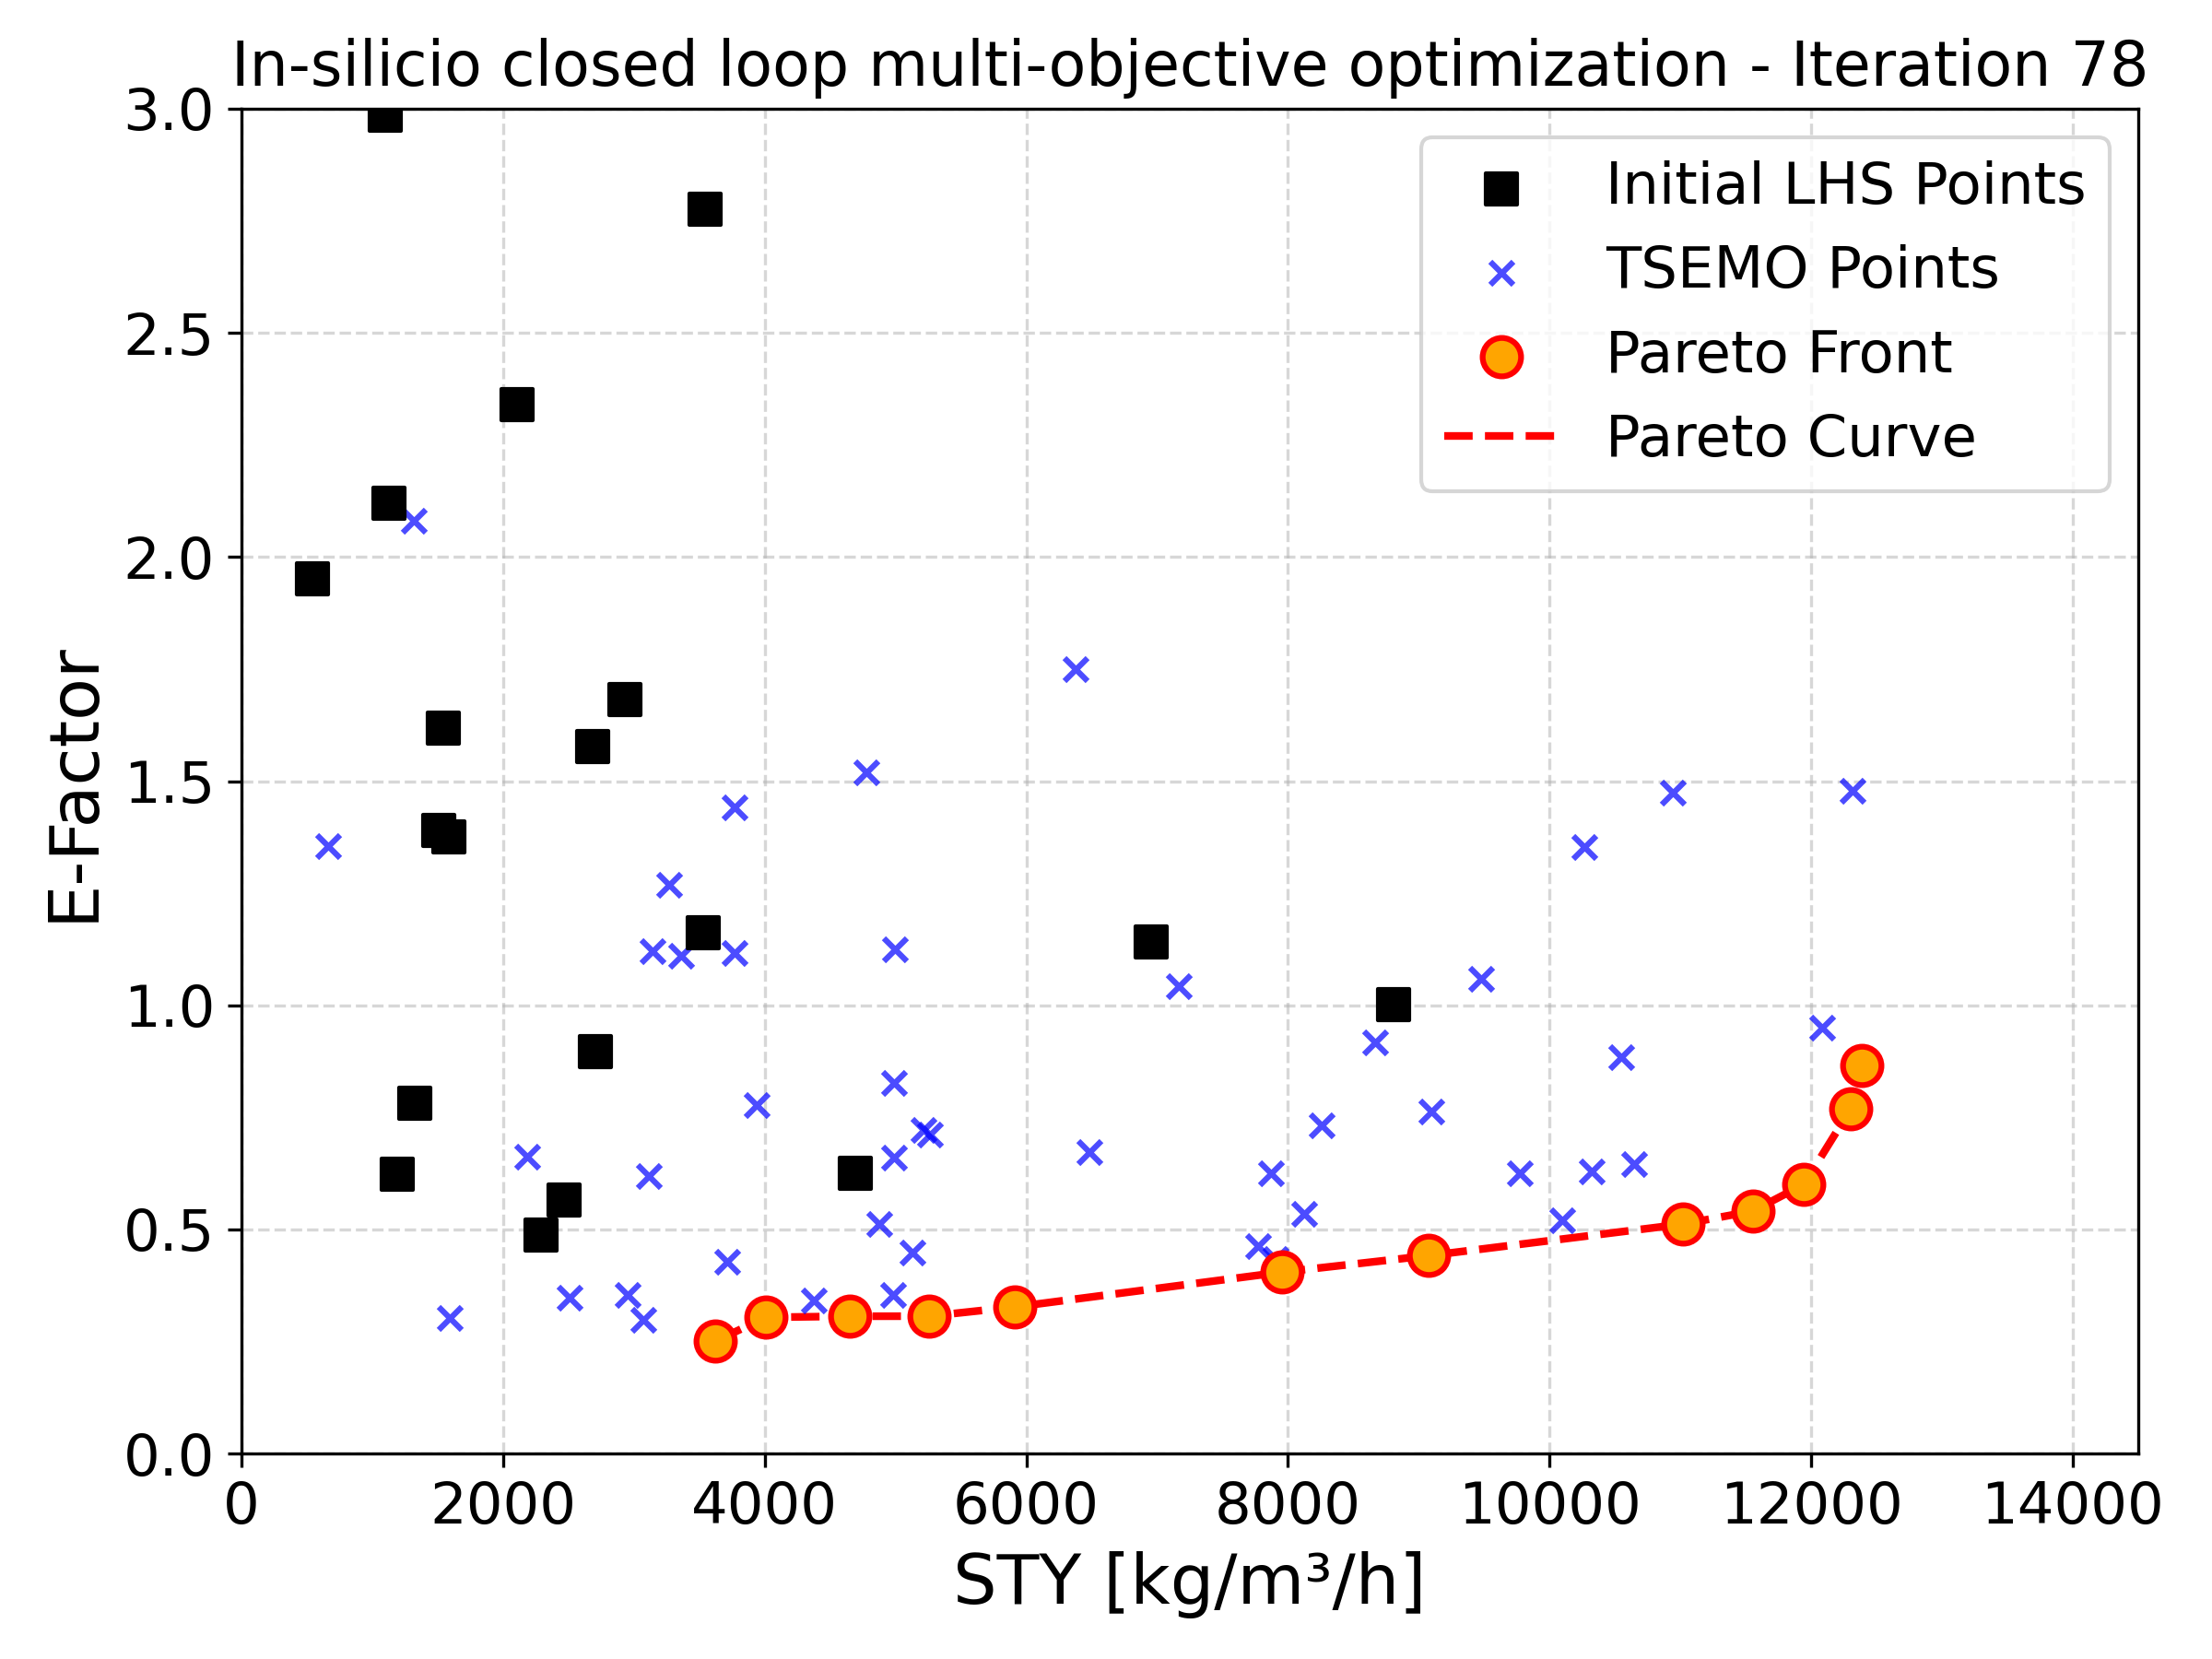 In-silicio closed loop multi-objective optimization - Iteration 78
3.0
2.5
2.0
1.5
1.0
0.5
0.0
E-Factor
Initial LHS Points
TSEMO Points
Pareto Front
Pareto Curve
0 2000 4000 6000 8000 10000 12000 14000
STY [kg/m³/h]